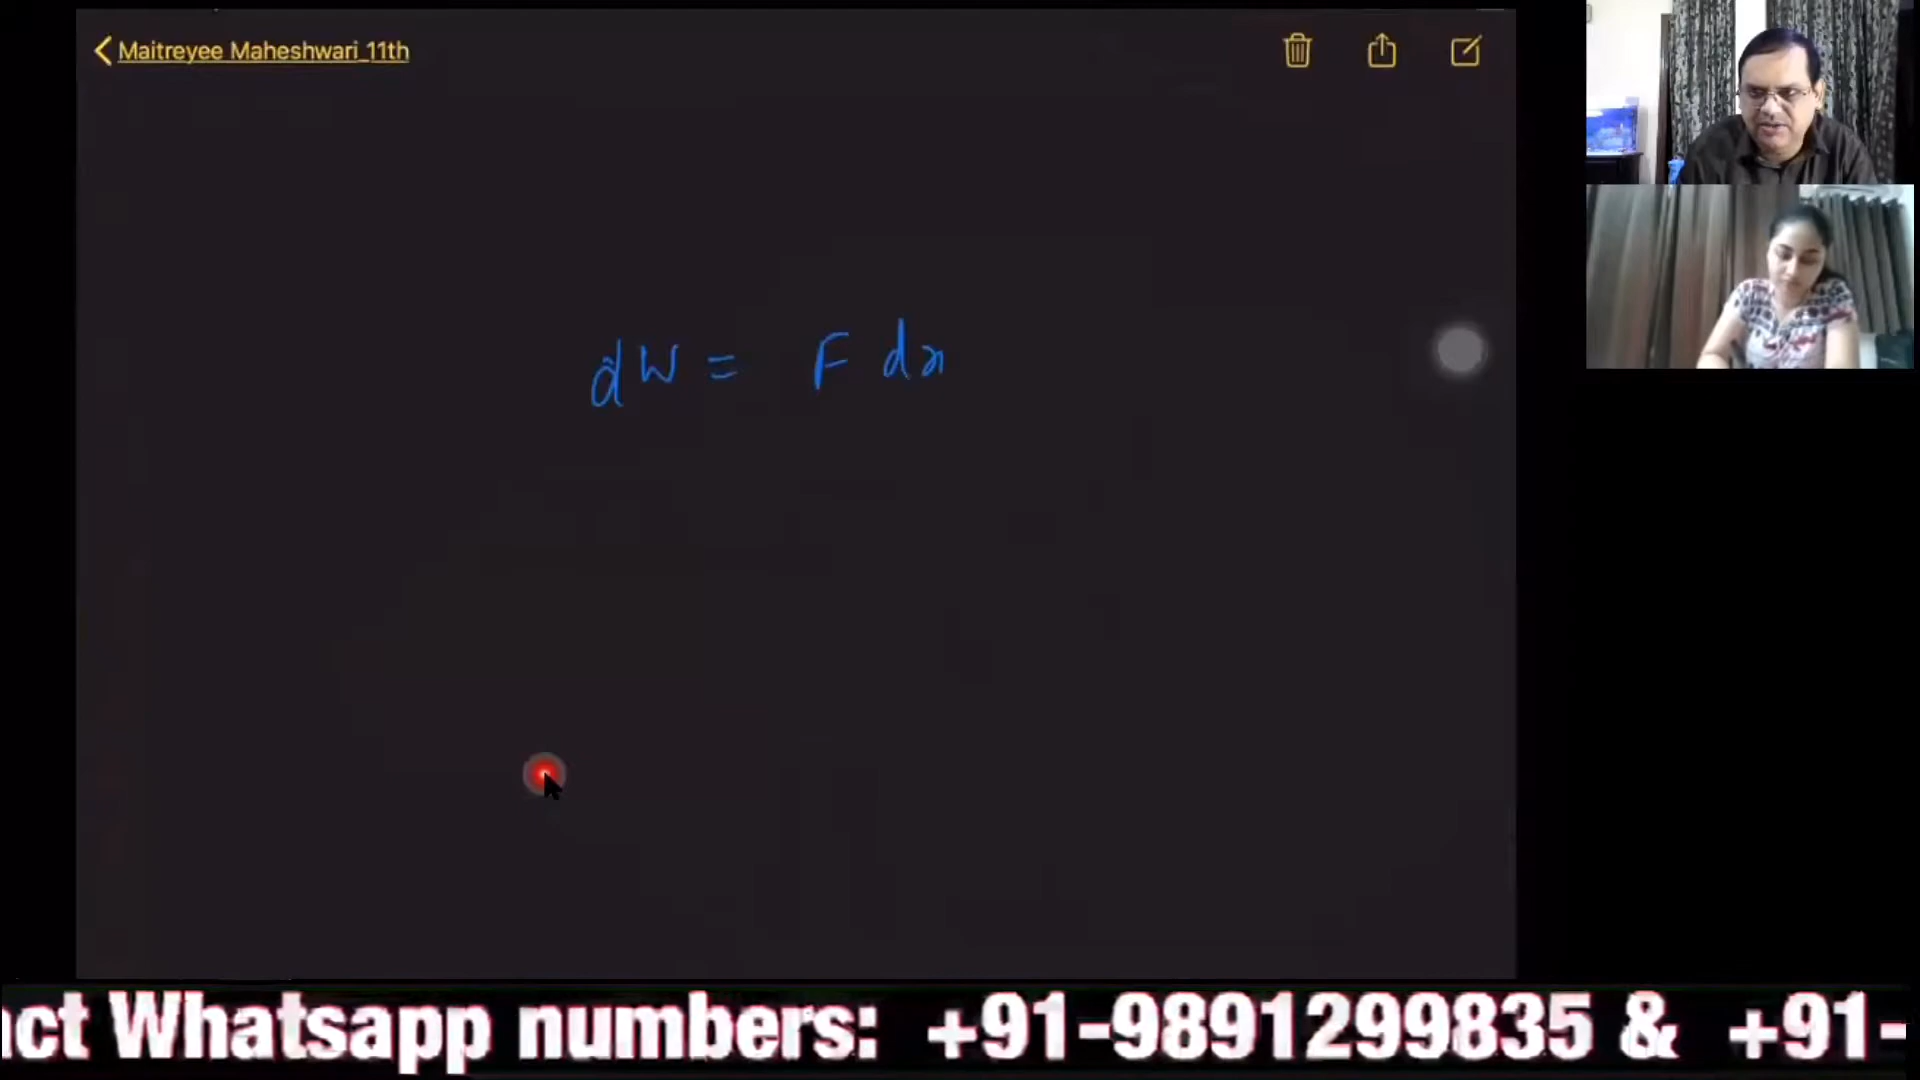 Maitreyee Maheshwari_11th
dW = F dx
ct Whatsapp numbers: +91-9891299835 & +91-